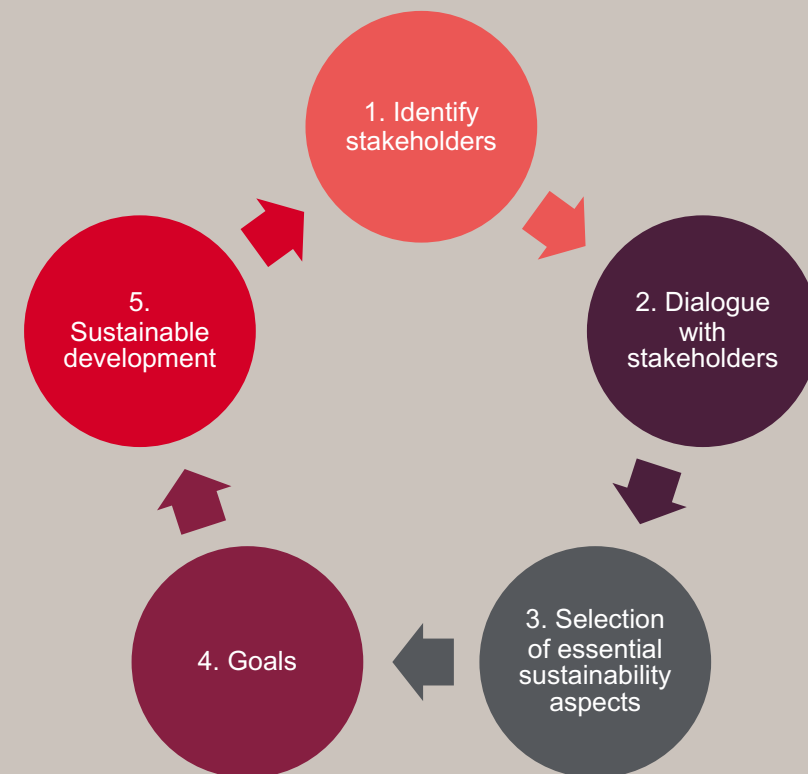 1. Identify
stakeholders
2. Dialogue
with
stakeholders
3. Selection
of essential
sustainability
aspects
4. Goals
5.
Sustainable
development